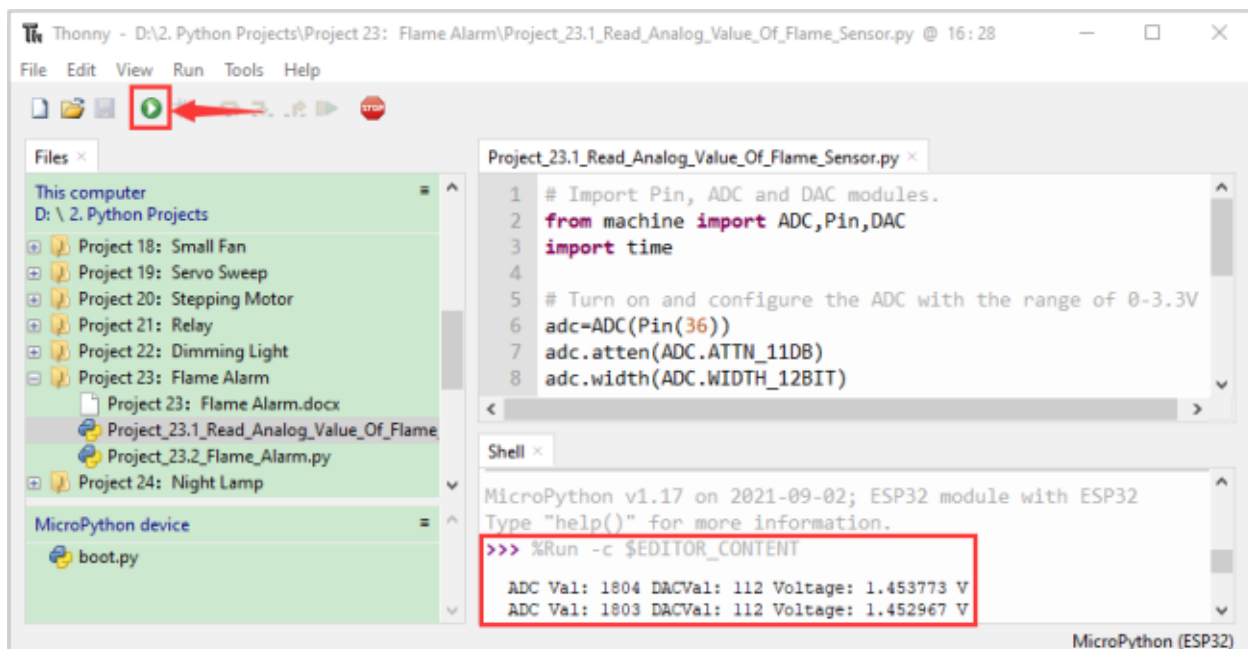 Thonny - D:\2. Python Projects\Project 23: Flame Alarm\Project_23.1_Read_Analog_Value_Of_Flame_Sensor.py @ 16:28
File Edit View Run Tools Help
STOP
Files
This computer
D: \ 2. Python Projects
Project 18: Small Fan
Project 19: Servo Sweep
Project 20: Stepping Motor
Project 21: Relay
Project 22: Dimming Light
Project 23: Flame Alarm
Project 23: Flame Alarm.docx
Project_23.1_Read_Analog_Value_Of_Flame_
Project_23.2_Flame_Alarm.py
Project 24: Night Lamp
MicroPython device
boot.py
Project_23.1_Read_Analog_Value_Of_Flame_Sensor.py
1 # Import Pin, ADC and DAC modules.
2 from machine import ADC,Pin,DAC
3 import time
4
5 # Turn on and configure the ADC with the range of 0-3.3V
6 adc=ADC(Pin(36))
7 adc.atten(ADC.ATTN_11DB)
8 adc.width(ADC.WIDTH_12BIT)
Shell
MicroPython v1.17 on 2021-09-02; ESP32 module with ESP32
Type "help()" for more information.
>>> %Run -c $EDITOR_CONTENT
ADC Val: 1804 DACVal: 112 Voltage: 1.453773 V
ADC Val: 1803 DACVal: 112 Voltage: 1.452967 V
MicroPython (ESP32)